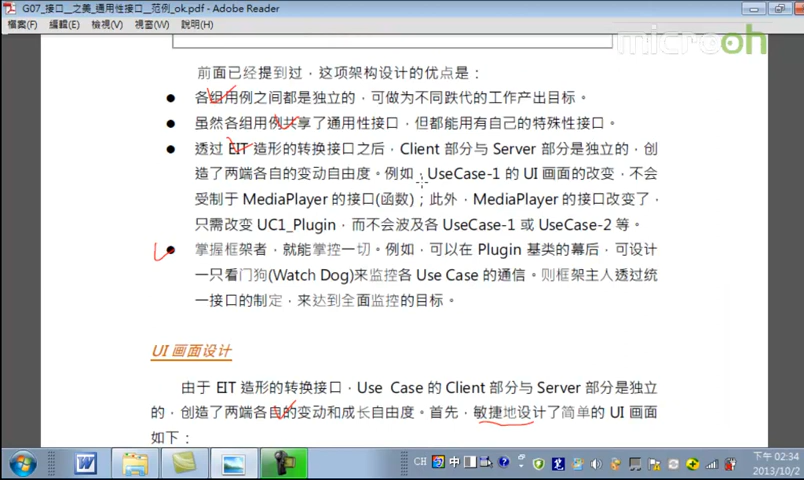 G07_接口__之美_通用性接口__范例_ok.pdf - Adobe Reader
檔案(F) 編輯(E) 檢視(V) 視窗(W) 說明(H)
microoh
前面已经提到过，这项架构设计的优点是：
● 各组用例之间都是独立的，可做为不同跌代的工作产出目标。
● 虽然各组用例共享了通用性接口，但都能用有自己的特殊性接口。
● 透过 EIT 造形的转换接口之后，Client 部分与 Server 部分是独立的，创
造了两端各自的变动自由度。例如，UseCase-1 的 UI 画面的改变，不会
受制于 MediaPlayer 的接口(函数)；此外，MediaPlayer 的接口改变了，
只需改变 UC1_Plugin，而不会波及各 UseCase-1 或 UseCase-2 等。
● 掌握框架者，就能掌控一切。例如，可以在 Plugin 基类的幕后，可设计
一只看门狗(Watch Dog)来监控各 Use Case 的通信。则框架主人透过统
一接口的制定，来达到全面监控的目标。
UI 画面设计
由于 EIT 造形的转换接口，Use Case 的 Client 部分与 Server 部分是独立
的，创造了两端各自的变动和成长自由度。首先，敏捷地设计了简单的 UI 画面
如下：
CH 中
下午 02:34
2013/10/2